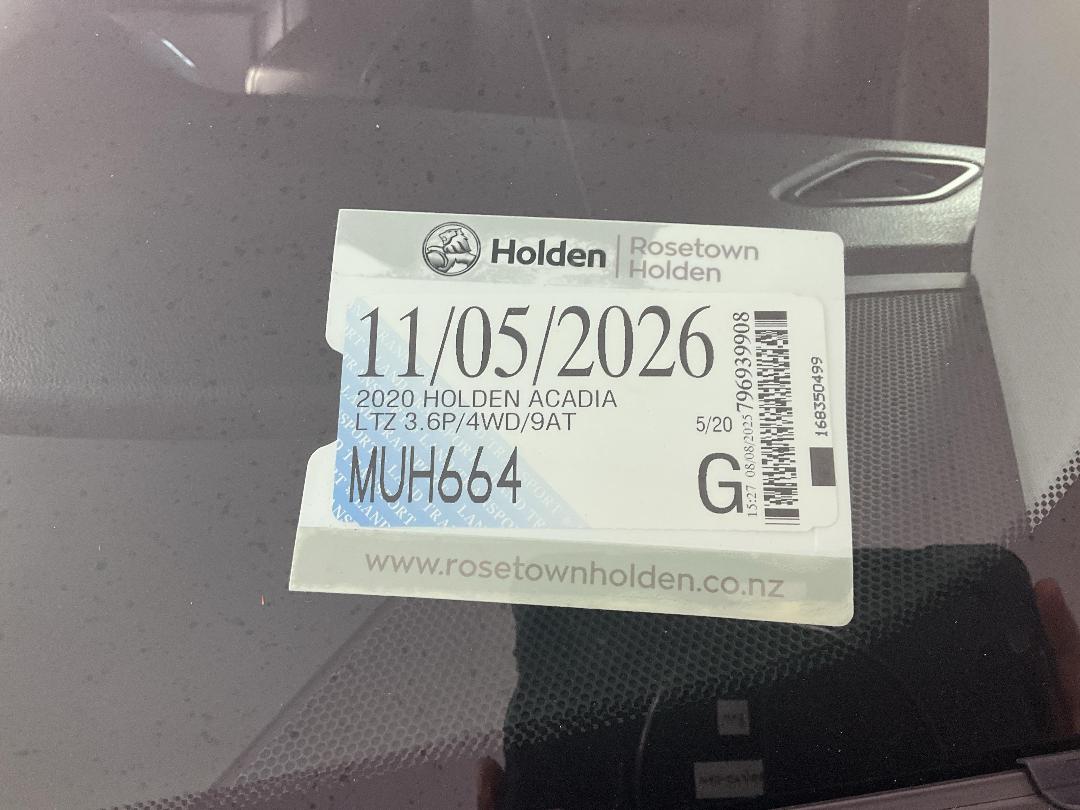 Holden
Rosetown
Holden
11/05/2026
2020 HOLDEN ACADIA
LTZ 3.6P/4WD/9AT
5/20
MUH664
G
15:27 08/08/2025
796939908
168350499
www.rosetownholden.co.nz